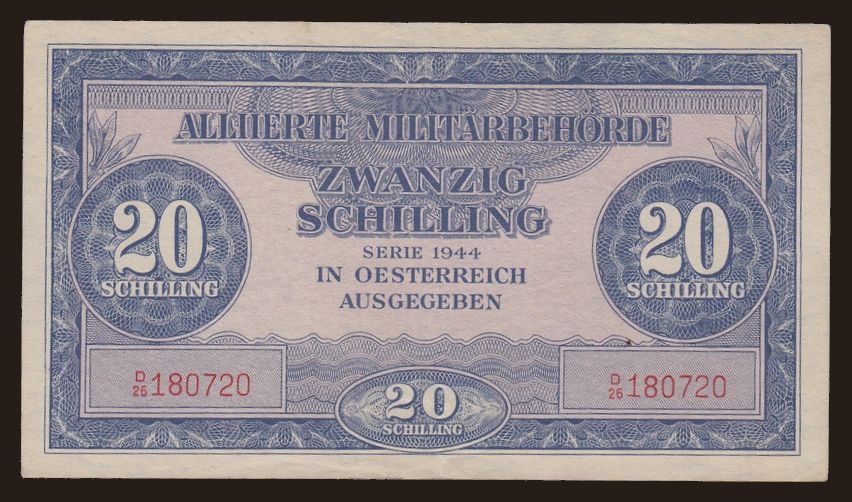 ALLIIERTE MILITÄRBEHÖRDE
ZWANZIG
SCHILLING
SERIE 1944
IN OESTERREICH
AUSGEGEBEN
20
SCHILLING
20
SCHILLING
D/26 180720
D/26 180720
20
SCHILLING